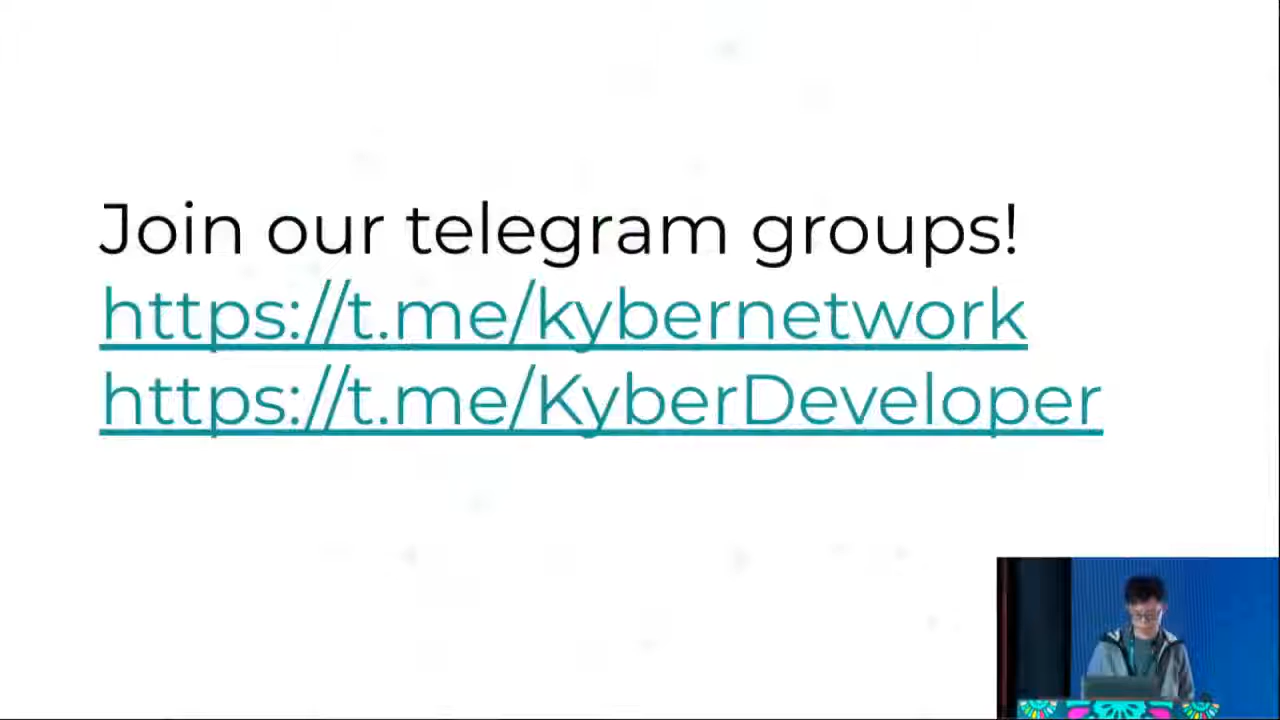 Join our telegram groups!
https://t.me/kybernetwork
https://t.me/KyberDeveloper